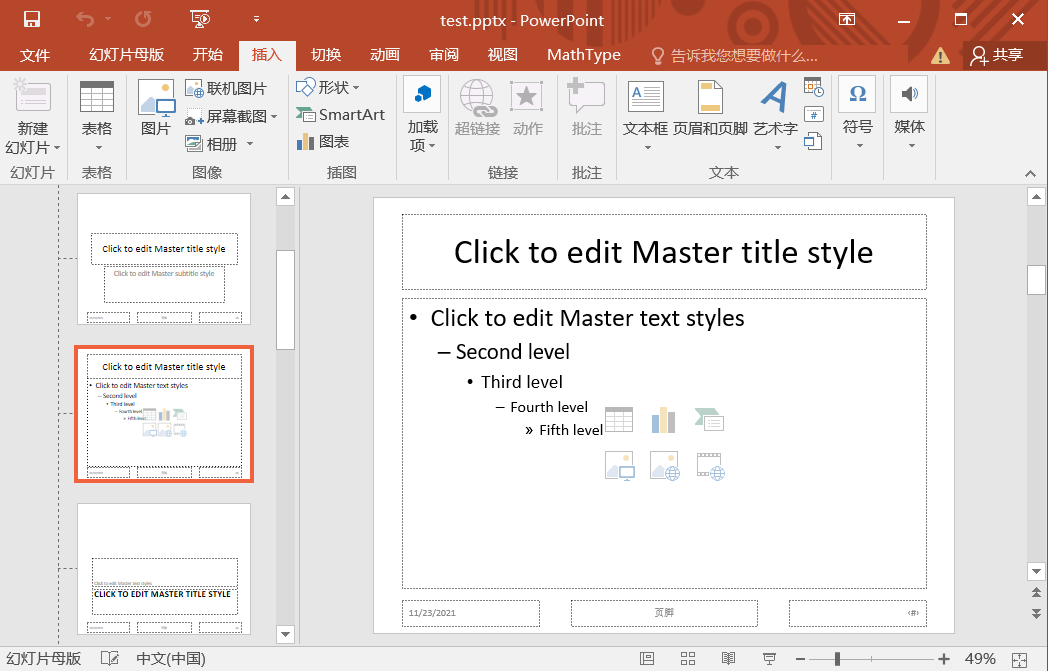 test.pptx - PowerPoint
文件 幻灯片母版 开始 插入 切换 动画 审阅 视图 MathType 告诉我您想要做什么... 共享
新建
幻灯片
幻灯片
表格
表格
图片
联机图片
屏幕截图
相册
图像
形状
SmartArt
图表
插图
加载
项
超链接
动作
链接
批注
批注
文本框
页眉和页脚
艺术字
文本
符号
媒体
Click to edit Master title style
Click to edit Master subtitle style
Click to edit Master title style
• Click to edit Master text styles
– Second level
• Third level
– Fourth level
» Fifth level
Click to edit Master text styles
CLICK TO EDIT MASTER TITLE STYLE
Click to edit Master title style
• Click to edit Master text styles
– Second level
• Third level
– Fourth level
» Fifth level
11/23/2021
页脚
‹#›
幻灯片母版 中文(中国) 49%